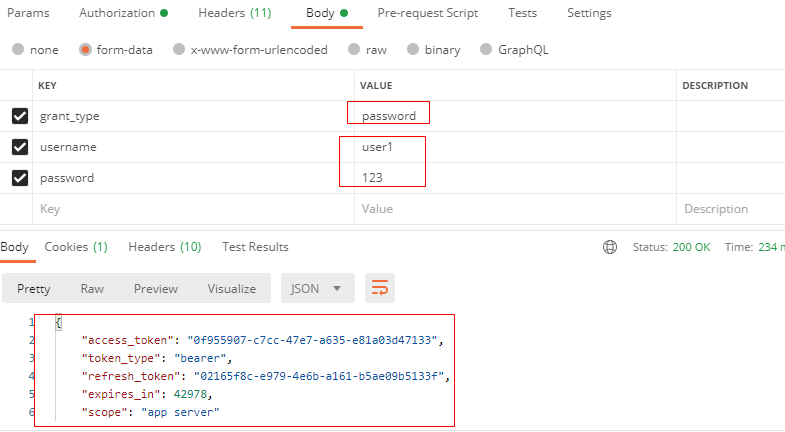 Params Authorization Headers (11) Body Pre-request Script Tests Settings
none form-data x-www-form-urlencoded raw binary GraphQL
KEY VALUE DESCRIPTION
grant_type password
username user1
password 123
Key Value Description
Body Cookies (1) Headers (10) Test Results Status: 200 OK Time: 234 m
Pretty Raw Preview Visualize JSON
1 {
2 "access_token": "0f955907-c7cc-47e7-a635-e81a03d47133",
3 "token_type": "bearer",
4 "refresh_token": "02165f8c-e979-4e6b-a161-b5ae09b5133f",
5 "expires_in": 42978,
6 "scope": "app server"